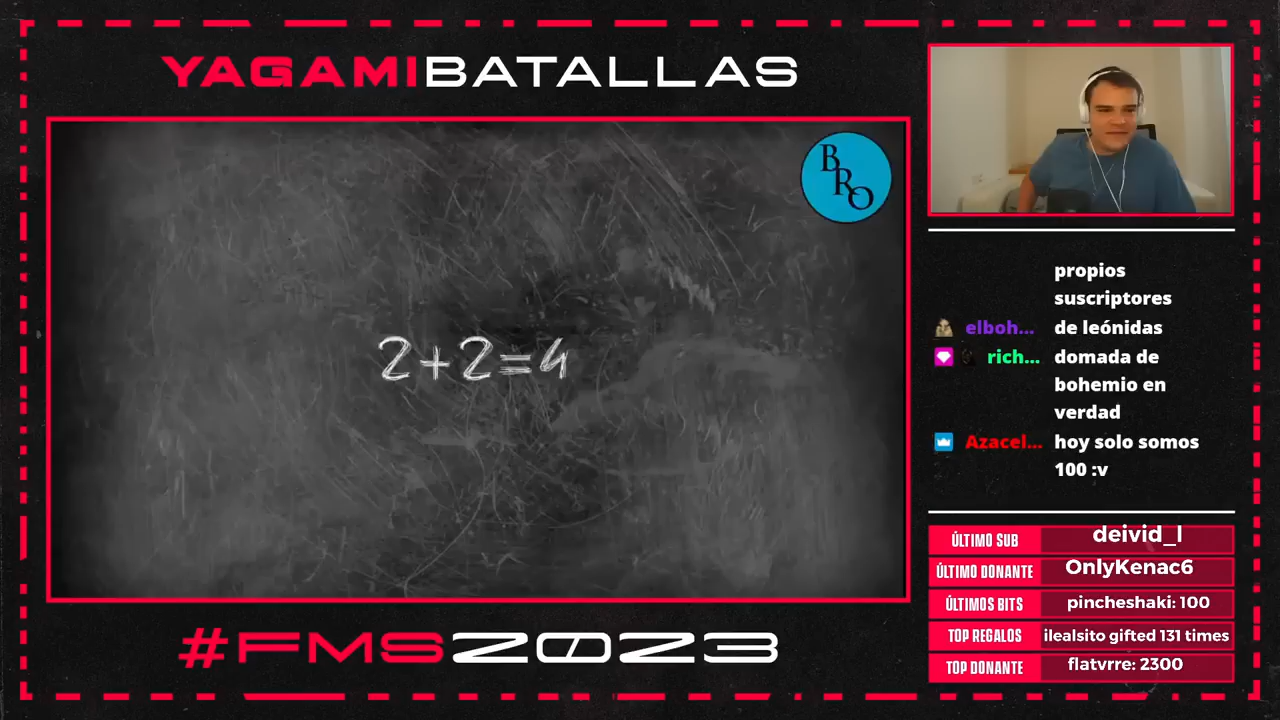 YAGAMIBATALLAS
BRO
2+2=4
#FMS2023
propios
suscriptores
elboh... de leónidas
rich... domada de
bohemio en
verdad
Azacel... hoy solo somos
100 :v
ÚLTIMO SUB deivid_l
ÚLTIMO DONANTE OnlyKenac6
ÚLTIMOS BITS pincheshaki: 100
TOP REGALOS ilealsito gifted 131 times
TOP DONANTE flatvrre: 2300